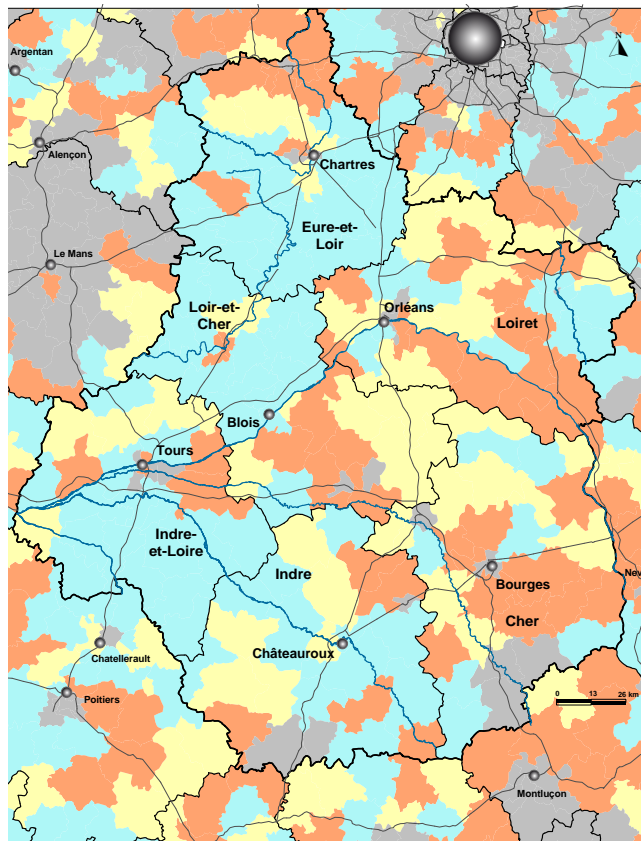 Argentan
Alençon
Chartres
Eure-et-
Loir
Le Mans
Loir-et-
Cher
Orléans
Loiret
Blois
Tours
Indre-
et-Loire
Indre
Bourges
Nev
Cher
Châteauroux
Chatellerault
Poitiers
0 13 26 km
Montluçon
N